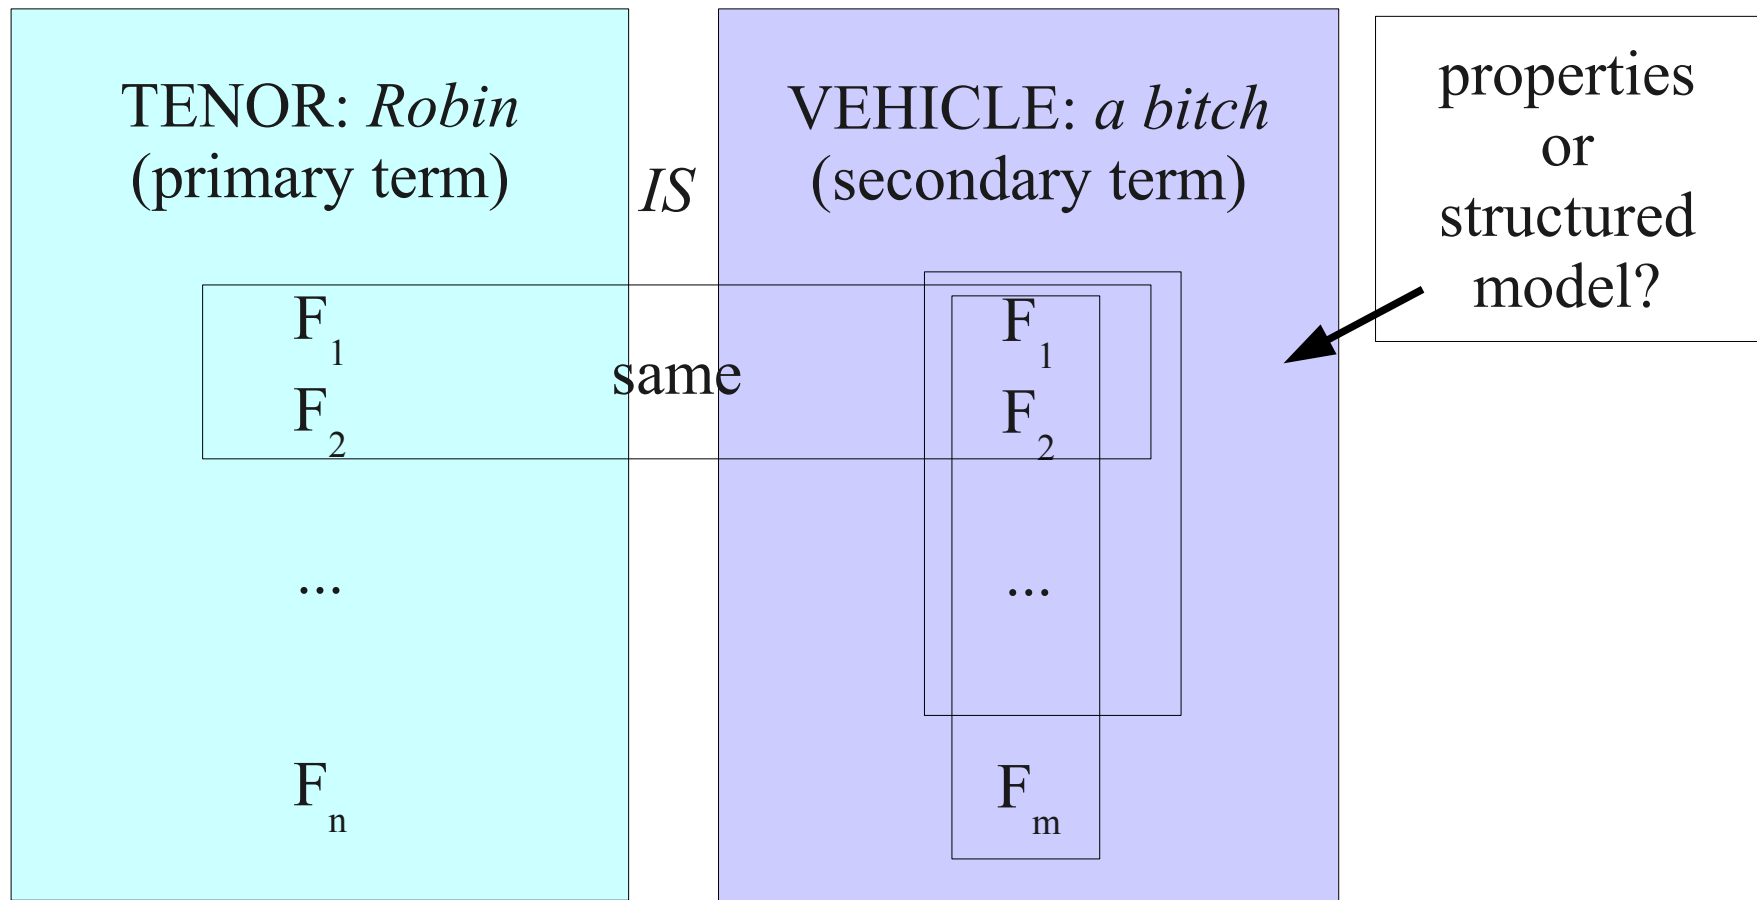 TENOR: Robin
(primary term)
IS
VEHICLE: a bitch
(secondary term)
properties
or
structured
model?
F1
F2
same
F1
F2
...
...
Fn
Fm